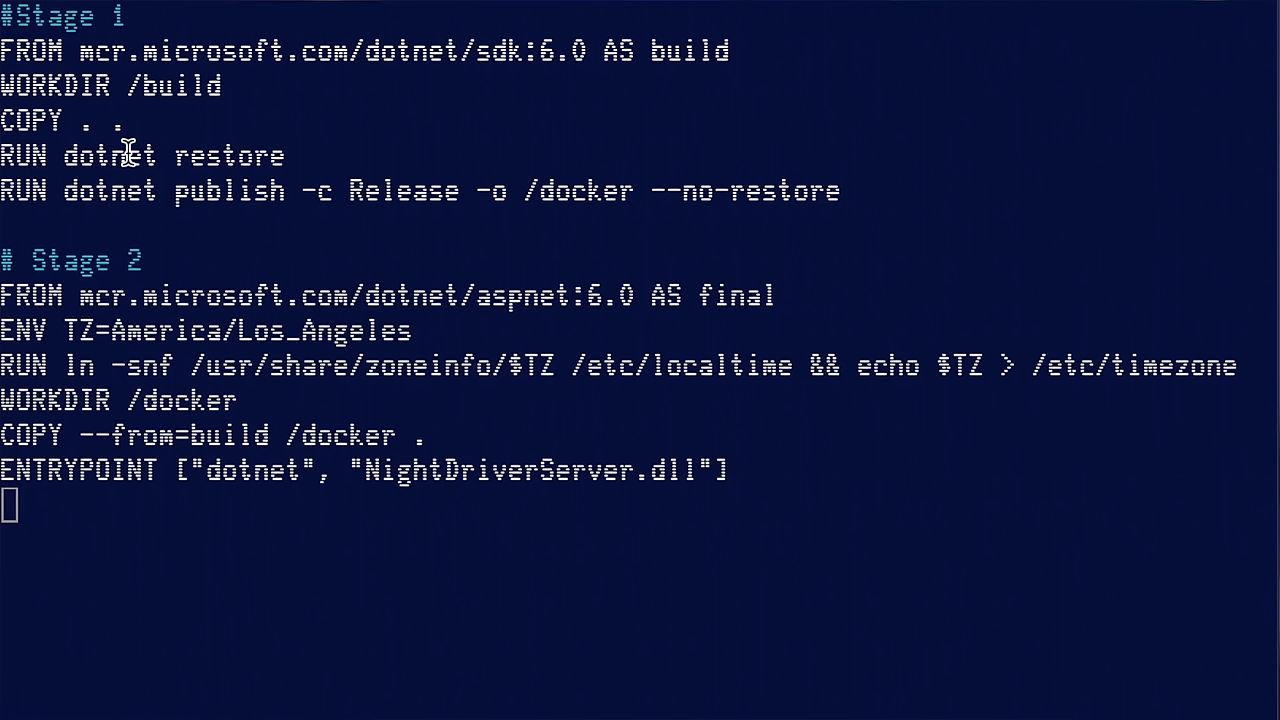 #Stage 1
FROM mcr.microsoft.com/dotnet/sdk:6.0 AS build
WORKDIR /build
COPY . .
RUN dotnet restore
RUN dotnet publish -c Release -o /docker --no-restore
# Stage 2
FROM mcr.microsoft.com/dotnet/aspnet:6.0 AS final
ENV TZ=America/Los_Angeles
RUN ln -snf /usr/share/zoneinfo/$TZ /etc/localtime && echo $TZ > /etc/timezone
WORKDIR /docker
COPY --from=build /docker .
ENTRYPOINT ["dotnet", "NightDriverServer.dll"]